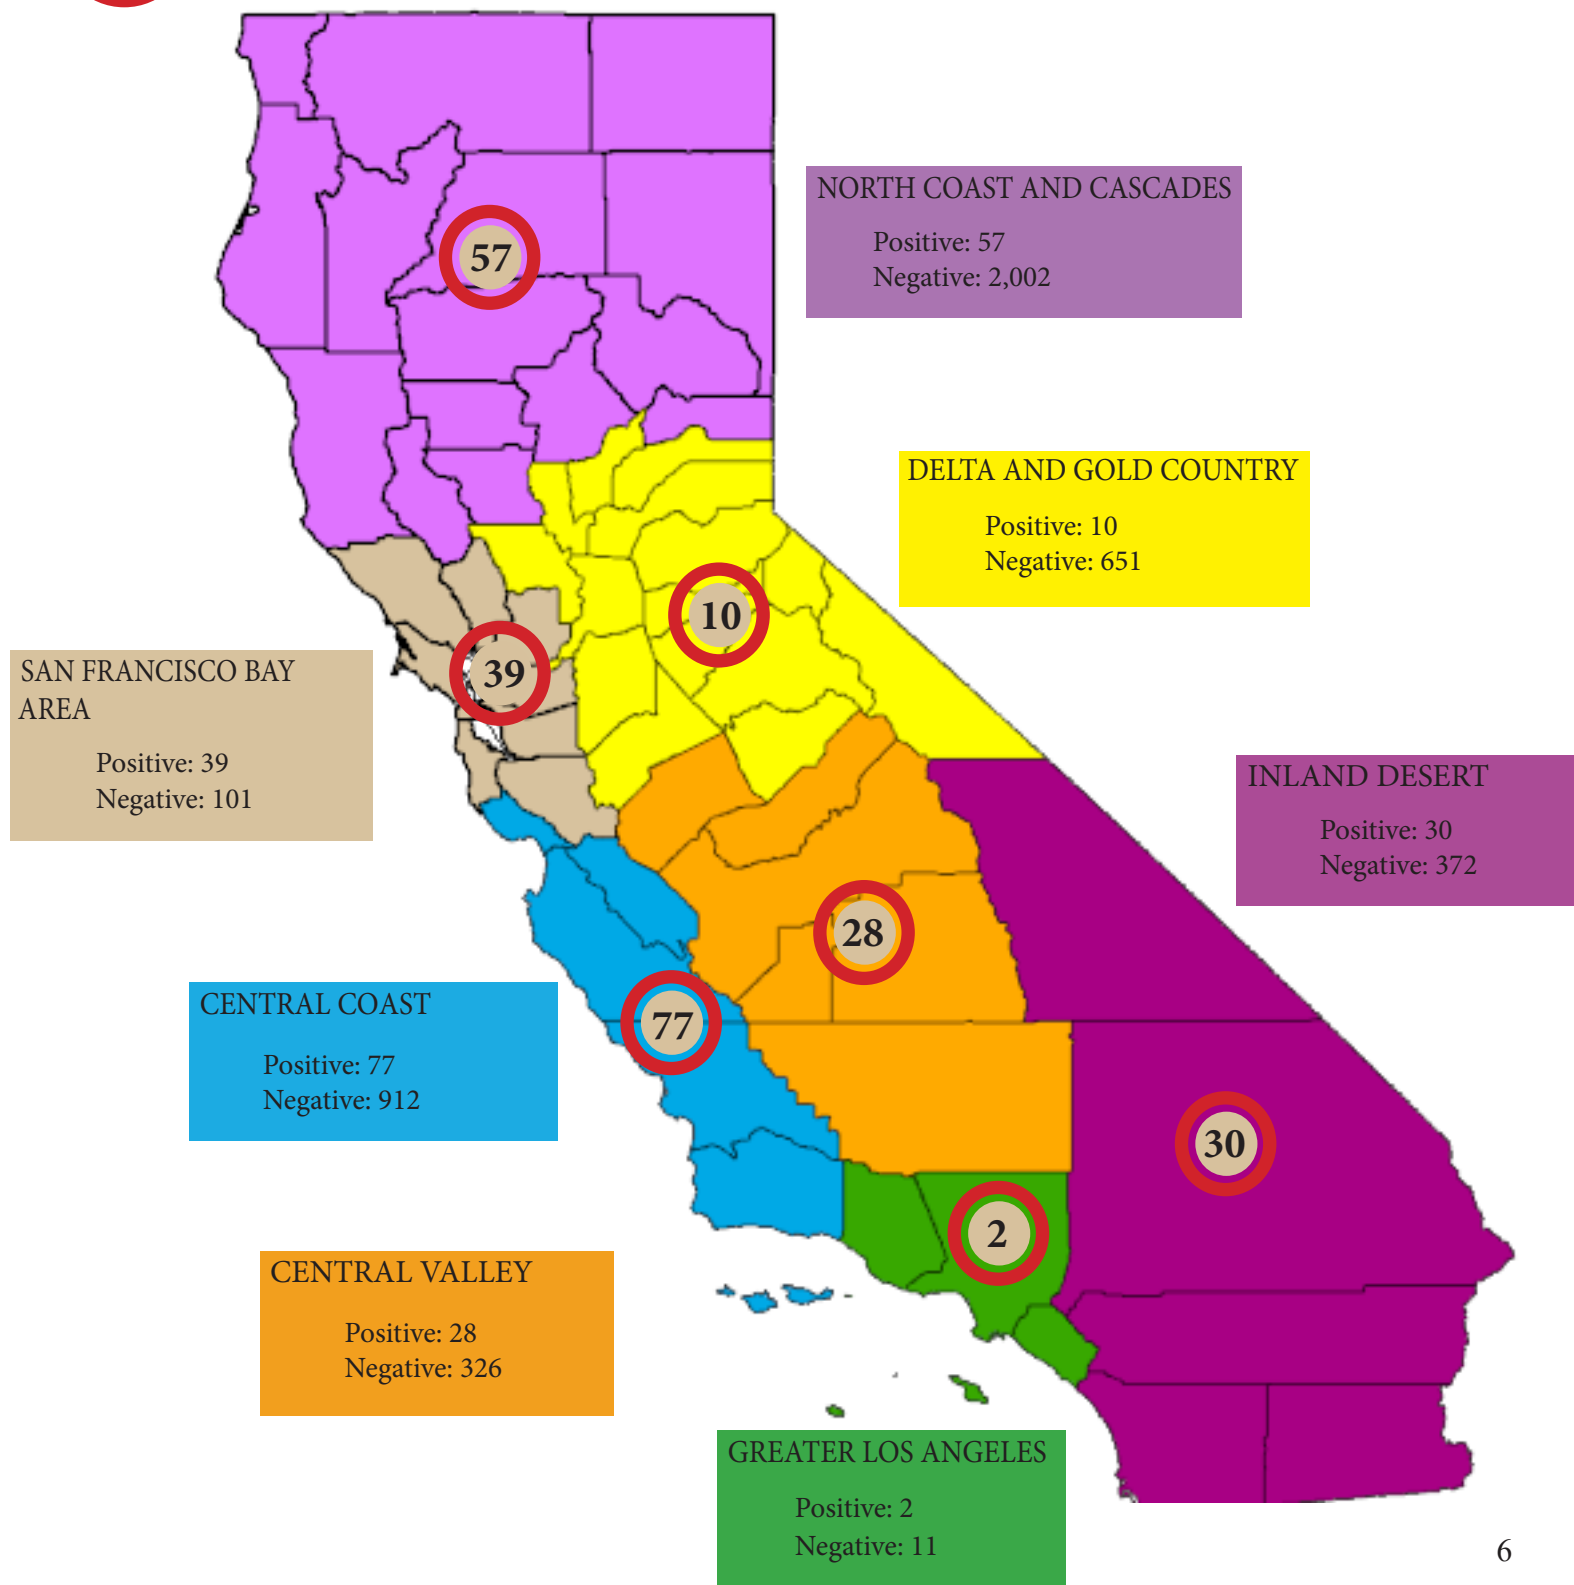 NORTH COAST AND CASCADES
Positive: 57
Negative: 2,002
57
DELTA AND GOLD COUNTRY
Positive: 10
Negative: 651
10
SAN FRANCISCO BAY
AREA
Positive: 39
Negative: 101
39
INLAND DESERT
Positive: 30
Negative: 372
28
CENTRAL COAST
Positive: 77
Negative: 912
77
30
2
CENTRAL VALLEY
Positive: 28
Negative: 326
GREATER LOS ANGELES
Positive: 2
Negative: 11
6